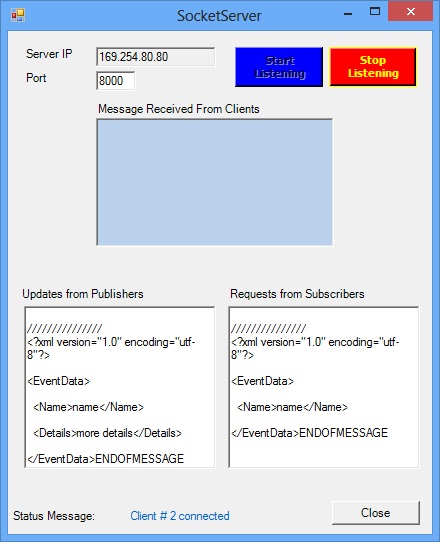 SocketServer
Server IP
169.254.80.80
Start
Listening
Stop
Listening
Port
8000
Message Received From Clients
Updates from Publishers
///////////////
<?xml version="1.0" encoding="utf-
8"?>
<EventData>
<Name>name</Name>
<Details>more details</Details>
</EventData>ENDOFMESSAGE
Requests from Subscribers
///////////////
<?xml version="1.0" encoding="utf-
8"?>
<EventData>
<Name>name</Name>
</EventData>ENDOFMESSAGE
Status Message:
Client # 2 connected
Close